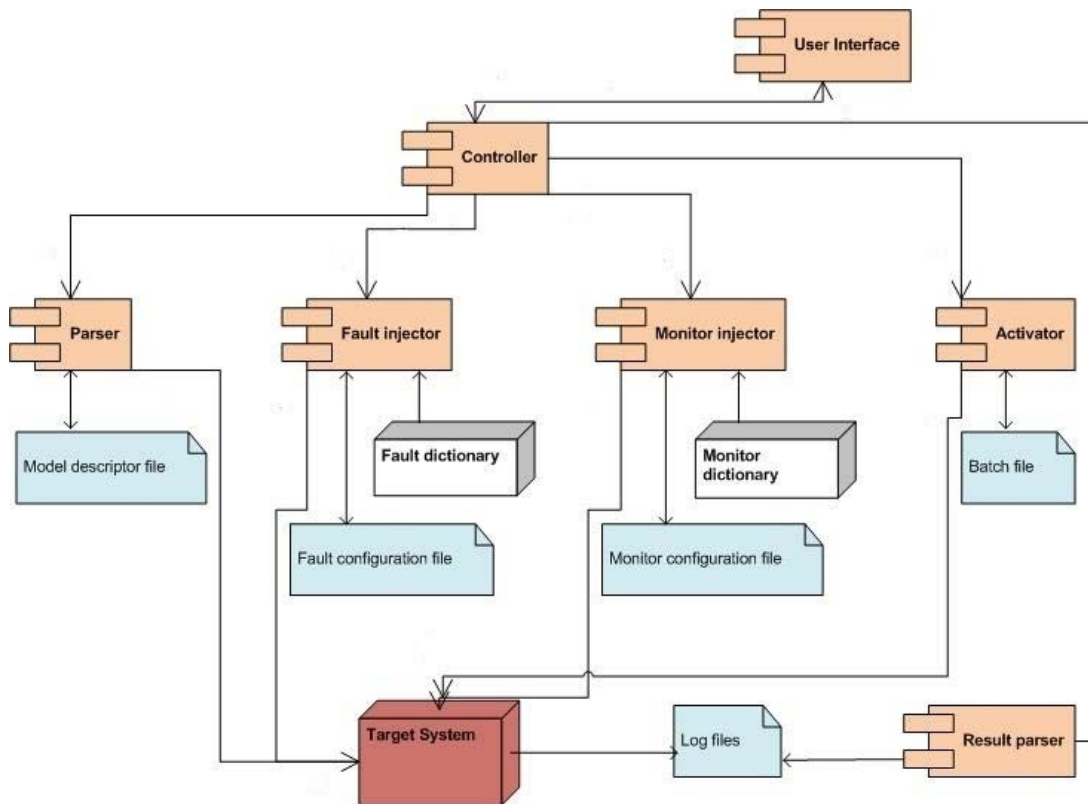 User Interface
Controller
Parser
Fault injector
Monitor injector
Activator
Model descriptor file
Fault dictionary
Monitor
dictionary
Batch file
Fault configuration file
Monitor configuration file
Target System
Log files
Result parser